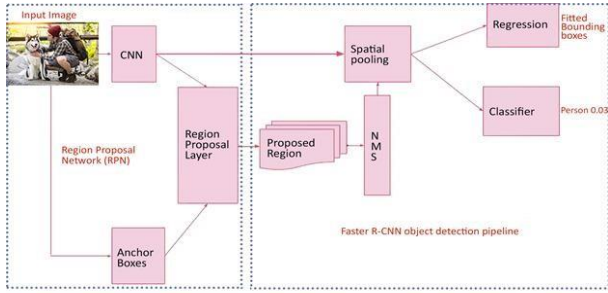 Input Image
CNN
Spatial
pooling
Regression
Fitted
Bounding
boxes
Classifier
Person 0.03
Region
Proposal
Layer
Proposed
Region
N
M
S
Region Proposal
Network (RPN)
Anchor
Boxes
Faster R-CNN object detection pipeline